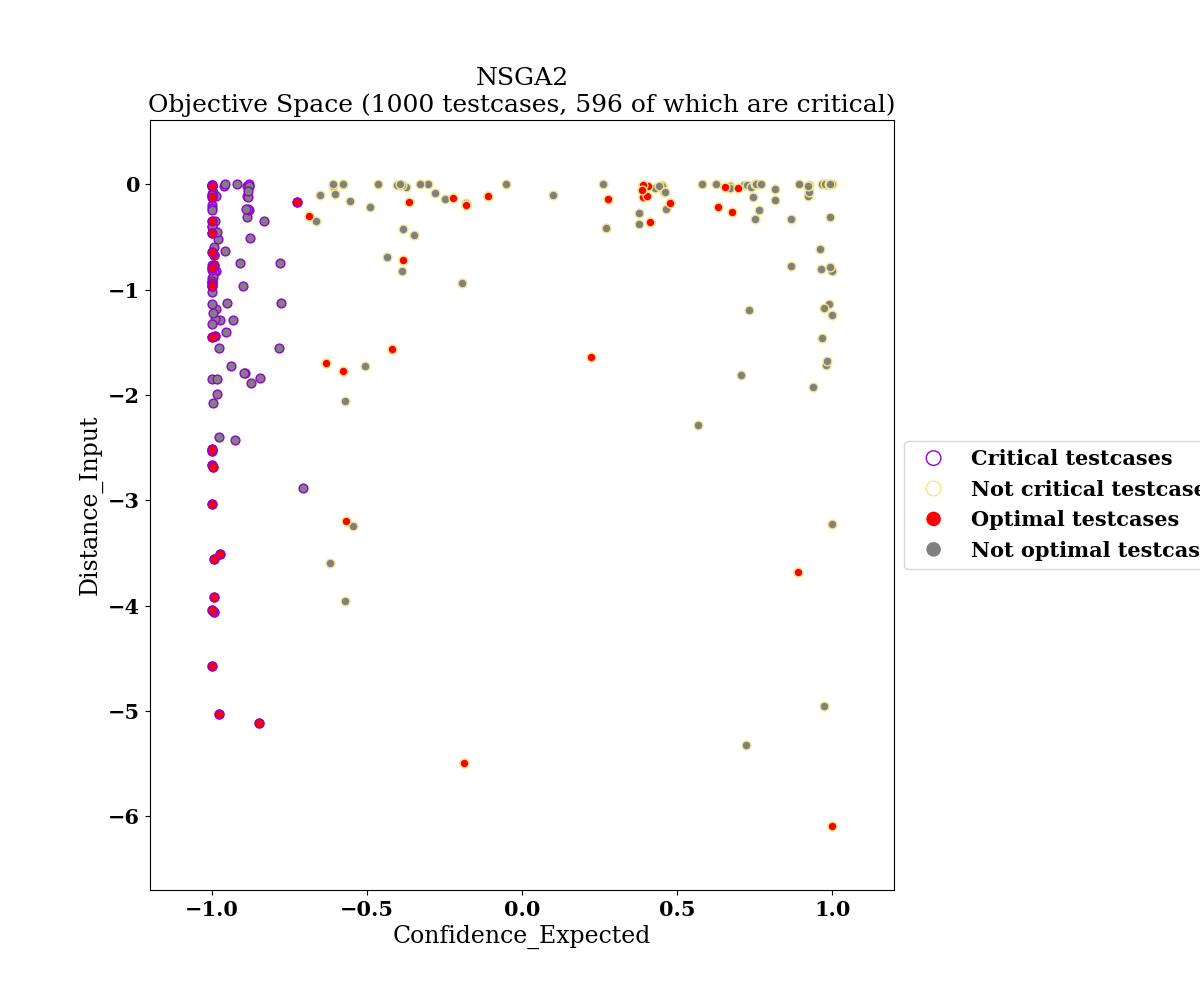 NSGA2
Objective Space (1000 testcases, 596 of which are critical)
0
−1
−2
−3
−4
−5
−6
Distance_Input
−1.0
−0.5
0.0
0.5
1.0
Confidence_Expected
Critical testcases
Not critical testcase
Optimal testcases
Not optimal testcas